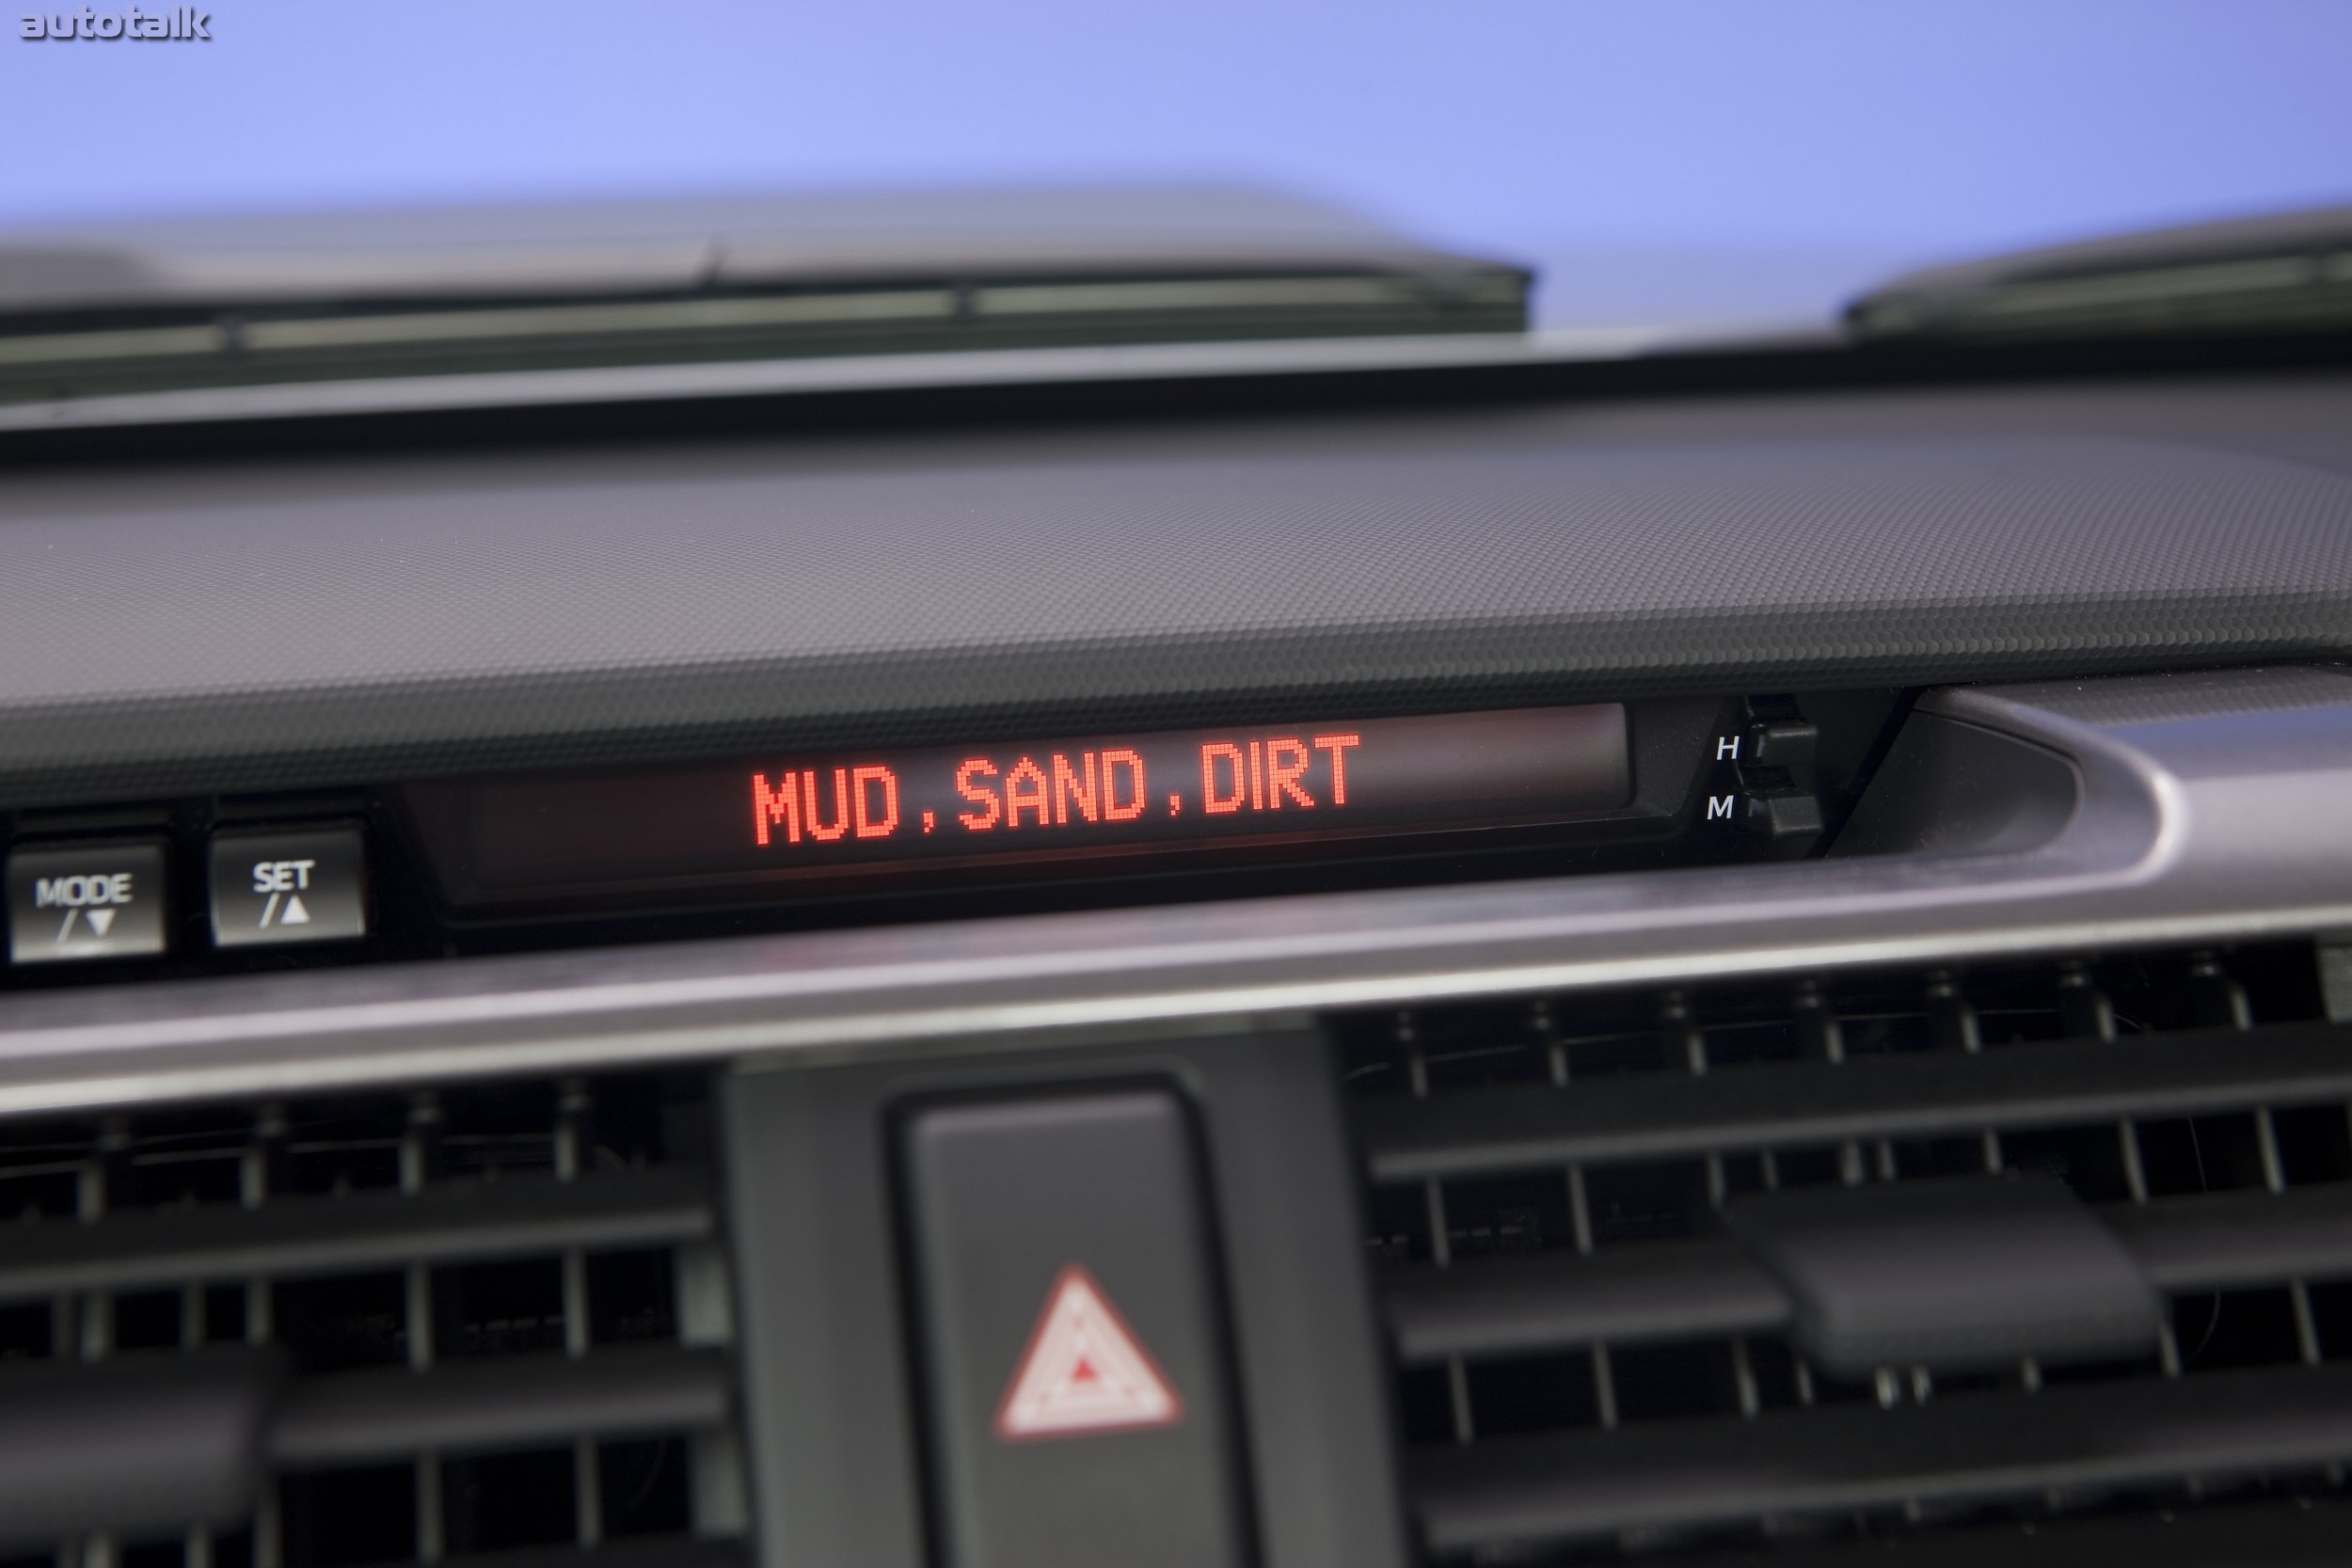 autotalk
MUD, SAND, DIRT
H
M
MODE
/▼
SET
/▲